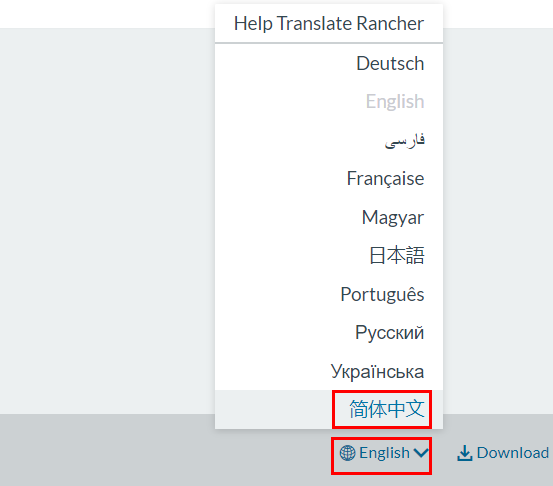 Help Translate Rancher
Deutsch
English
فارسی
Française
Magyar
日本語
Português
Русский
Українська
简体中文
English
Download